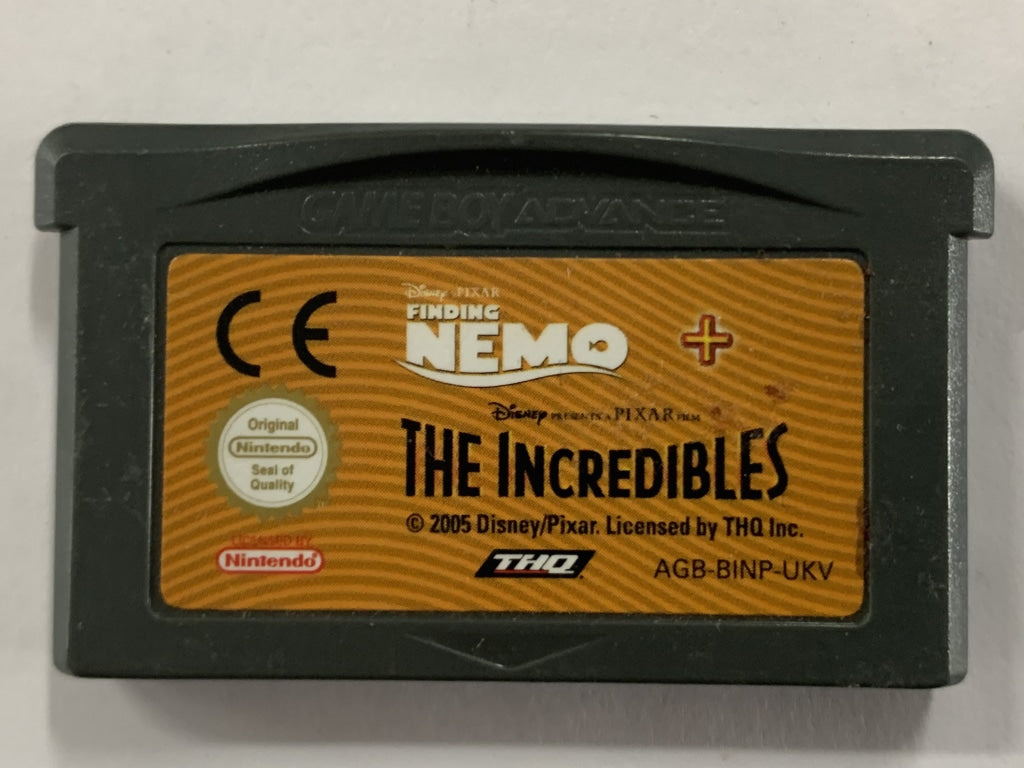 GAME BOY ADVANCE
CE
Disney • PIXAR
FINDING
NEMO
+
Disney PRESENTS A PIXAR FILM
THE INCREDIBLES
Original
Nintendo
Seal of
Quality
© 2005 Disney/Pixar. Licensed by THQ Inc.
LICENSED BY
Nintendo®
THQ®
AGB-BINP-UKV